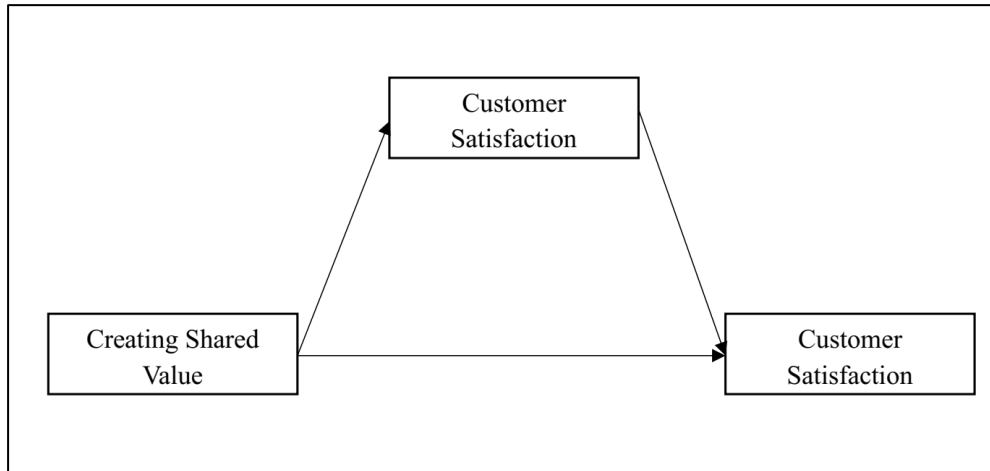 Customer
Satisfaction
Creating Shared
Value
Customer
Satisfaction